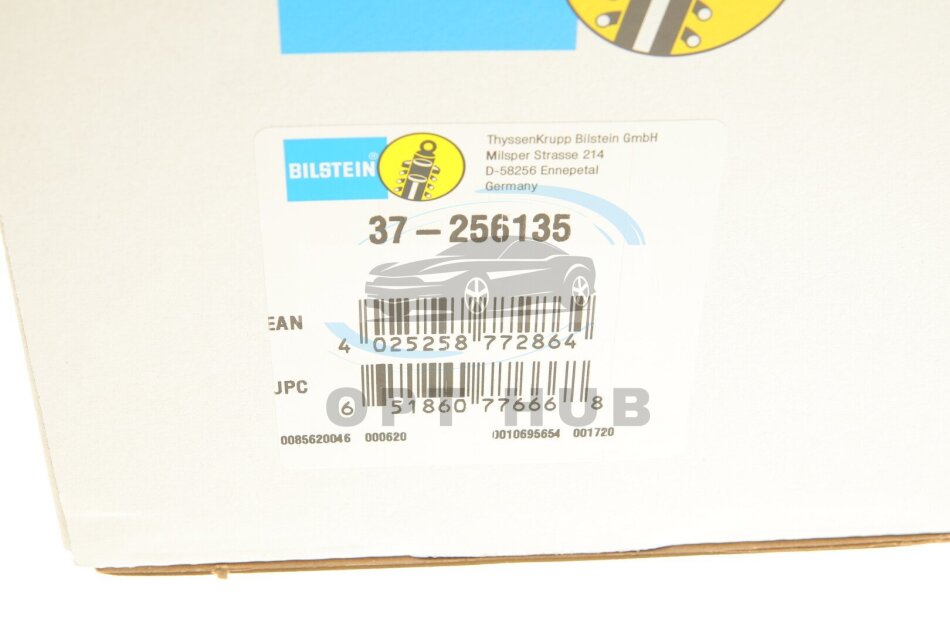 BILSTEIN®
ThyssenKrupp Bilstein GmbH
Milsper Strasse 214
D-58256 Ennepetal
Germany
37-256135
EAN
4 025258 772864
UPC
6 51860 77666 8
OPT HUB
0085620046 000620 0010695654 001720